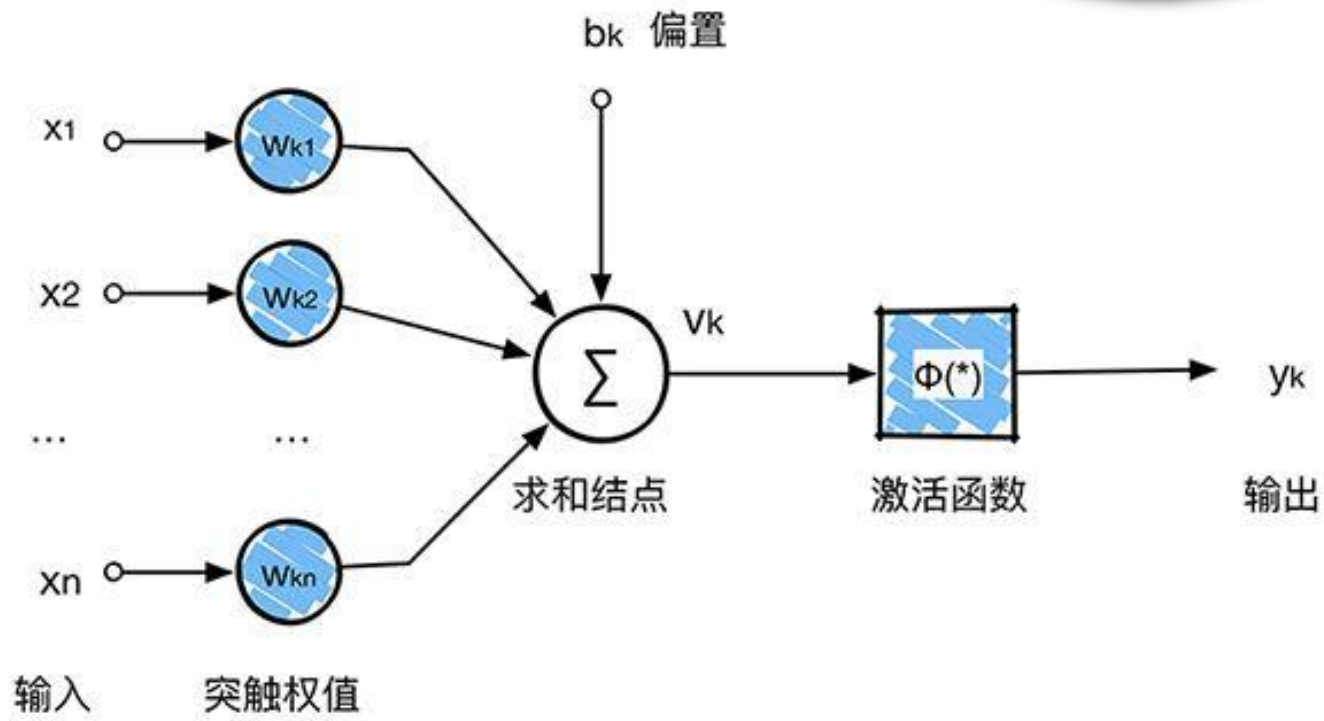 bk 偏置
x1
Wk1
x2
Wk2
Vk
∑
Φ(*)
yk
... ...
求和结点
激活函数
输出
xn
Wkn
输入
突触权值